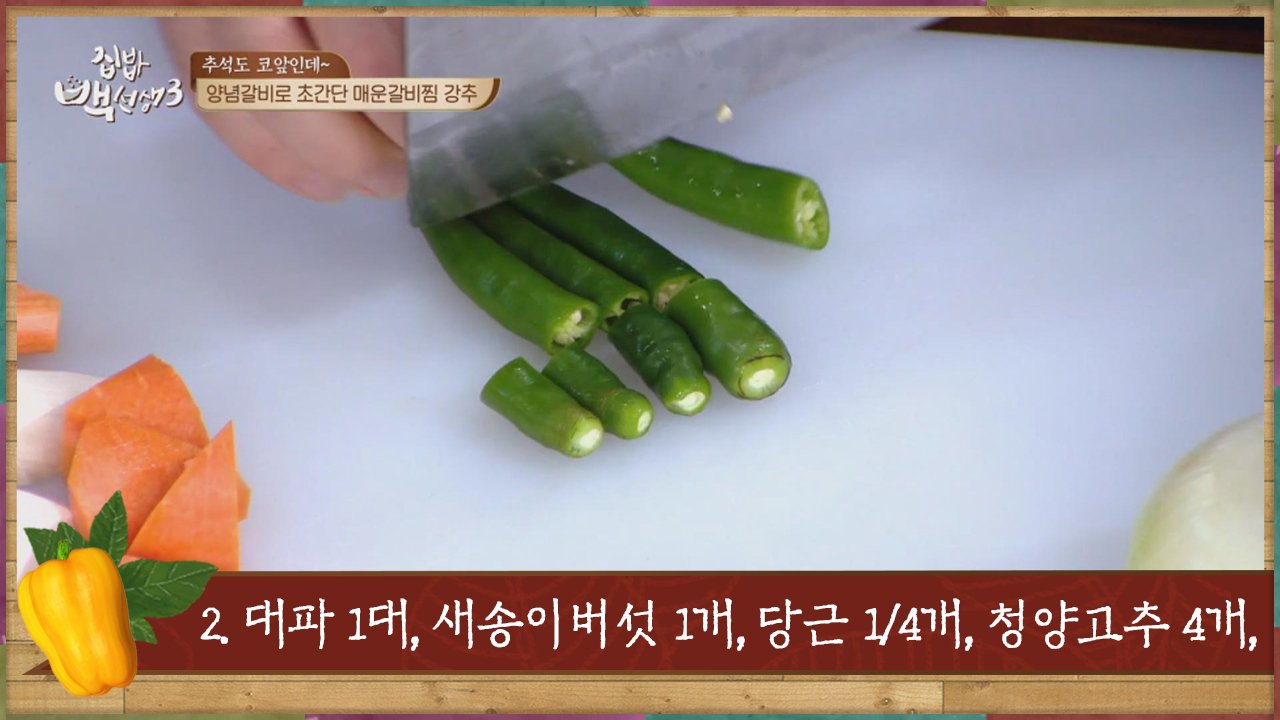 집밥
백선생3
추석도 코앞인데~
양념갈비로 초간단 매운갈비찜 강추
2. 대파 1대, 새송이버섯 1개, 당근 1/4개, 청양고추 4개,